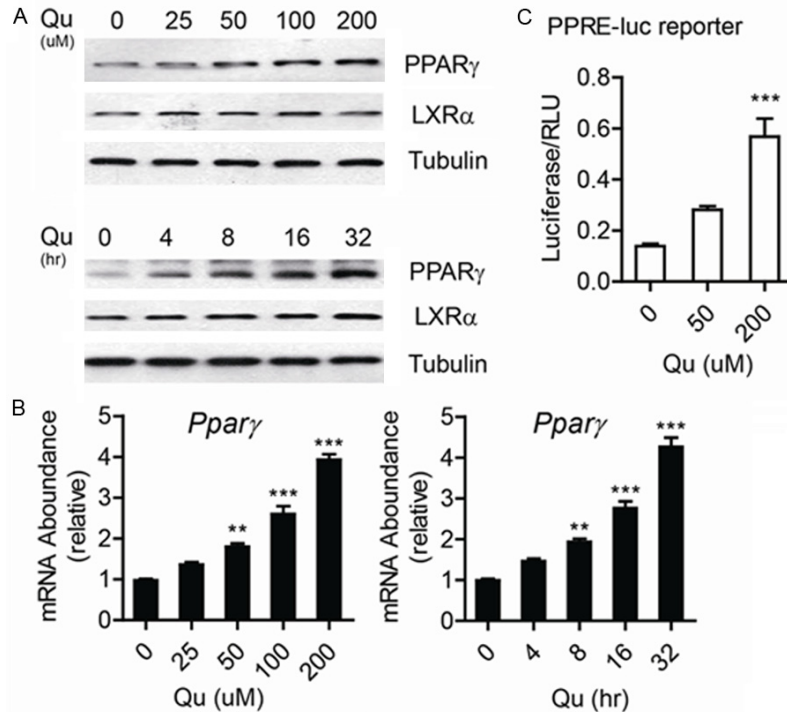 A
Qu (uM) 0 25 50 100 200
PPARγ
LXRα
Tubulin
Qu (hr) 0 4 8 16 32
PPARγ
LXRα
Tubulin
B
Pparγ
mRNA Aboundance (relative)
5
4
3
2
1
0
** *** ***
0 25 50 100 200
Qu (uM)
Pparγ
mRNA Aboundance (relative)
5
4
3
2
1
0
** *** ***
0 4 8 16 32
Qu (hr)
C
PPRE-luc reporter
Luciferase/RLU
0.8
0.6
0.4
0.2
0.0
***
0 50 200
Qu (uM)